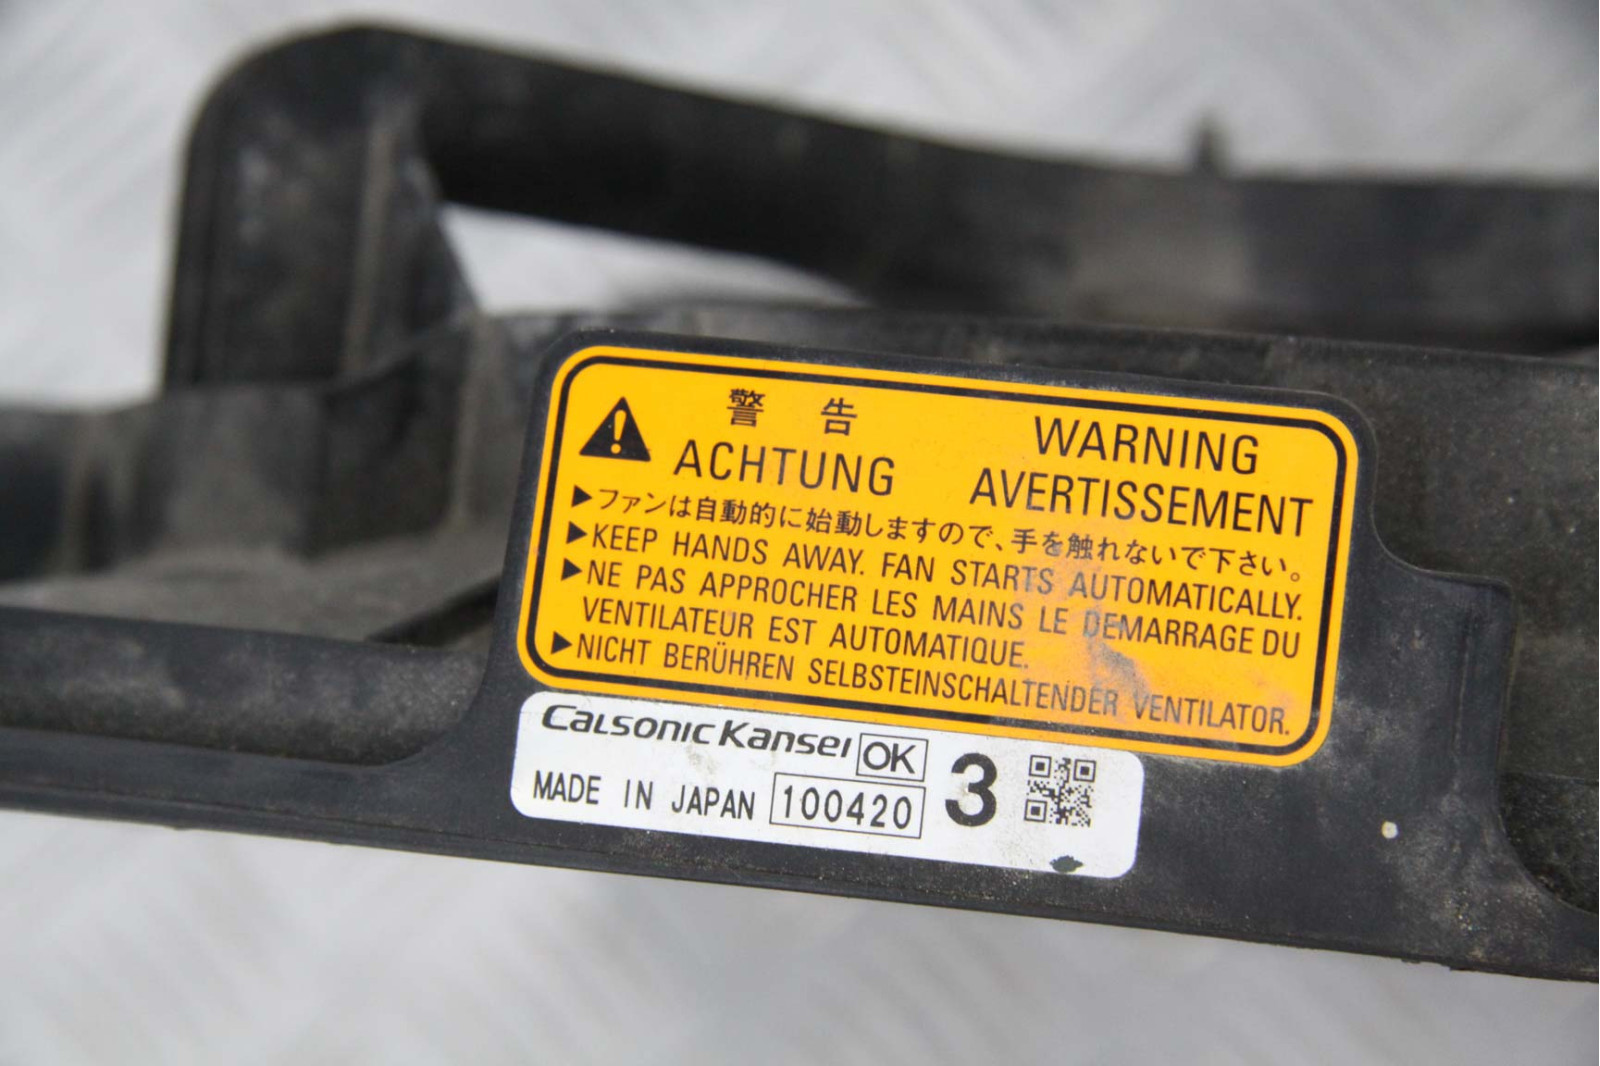 警告 WARNING
ACHTUNG AVERTISSEMENT
▶ファンは自動的に始動しますので、手を触れないで下さい。
▶KEEP HANDS AWAY. FAN STARTS AUTOMATICALLY.
▶NE PAS APPROCHER LES MAINS LE DEMARRAGE DU
VENTILATEUR EST AUTOMATIQUE.
▶NICHT BERÜHREN SELBSTEINSCHALTENDER VENTILATOR.
CalsonicKansei OK 3
MADE IN JAPAN 100420